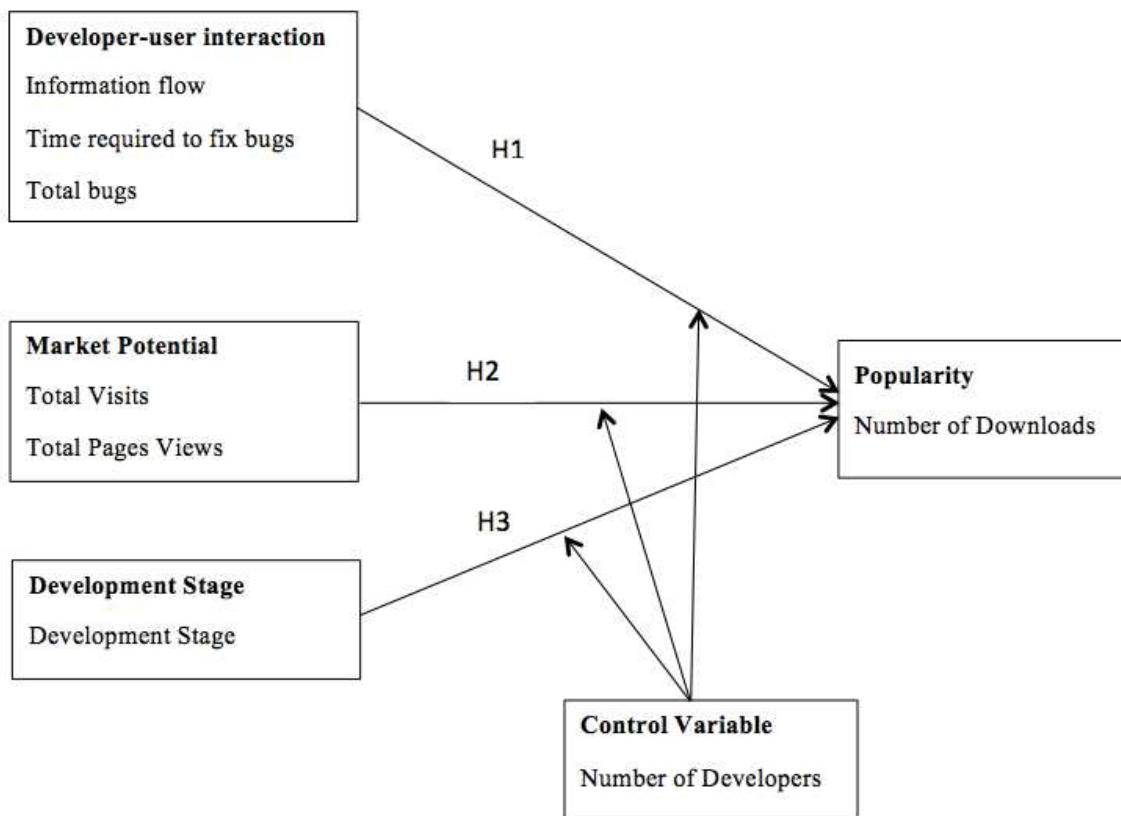 Developer-user interaction
Information flow
Time required to fix bugs
Total bugs
H1
Market Potential
Total Visits
Total Pages Views
H2
Popularity
Number of Downloads
H3
Development Stage
Development Stage
Control Variable
Number of Developers